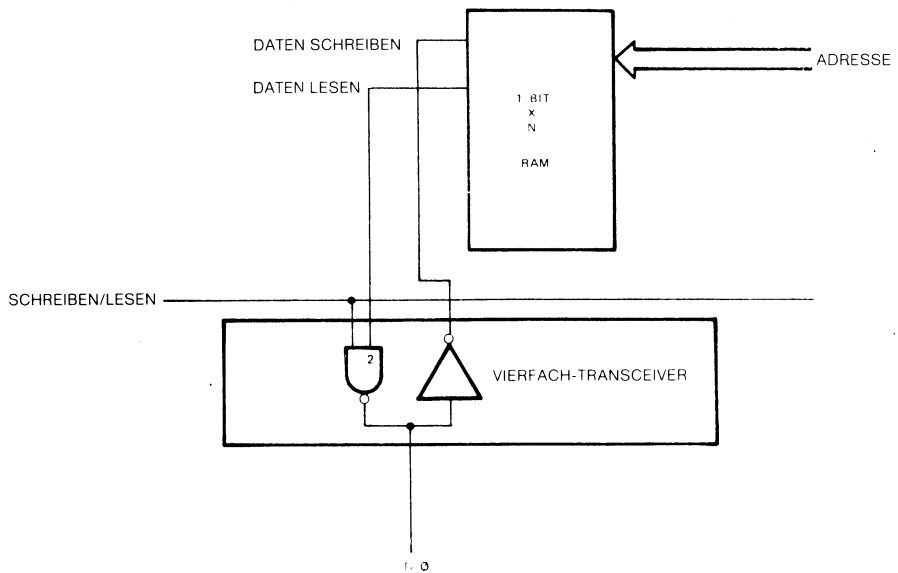 DATEN SCHREIBEN
ADRESSE
DATEN LESEN
1 BIT
X
N
RAM
SCHREIBEN/LESEN
2
VIERFACH-TRANSCEIVER